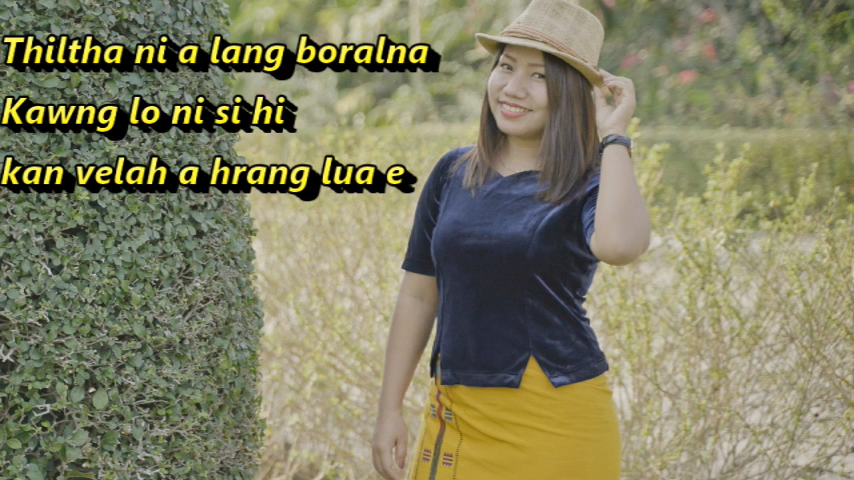 Thiltha ni a lang boralna
Kawng lo ni si hi
kan velah a hrang lua e